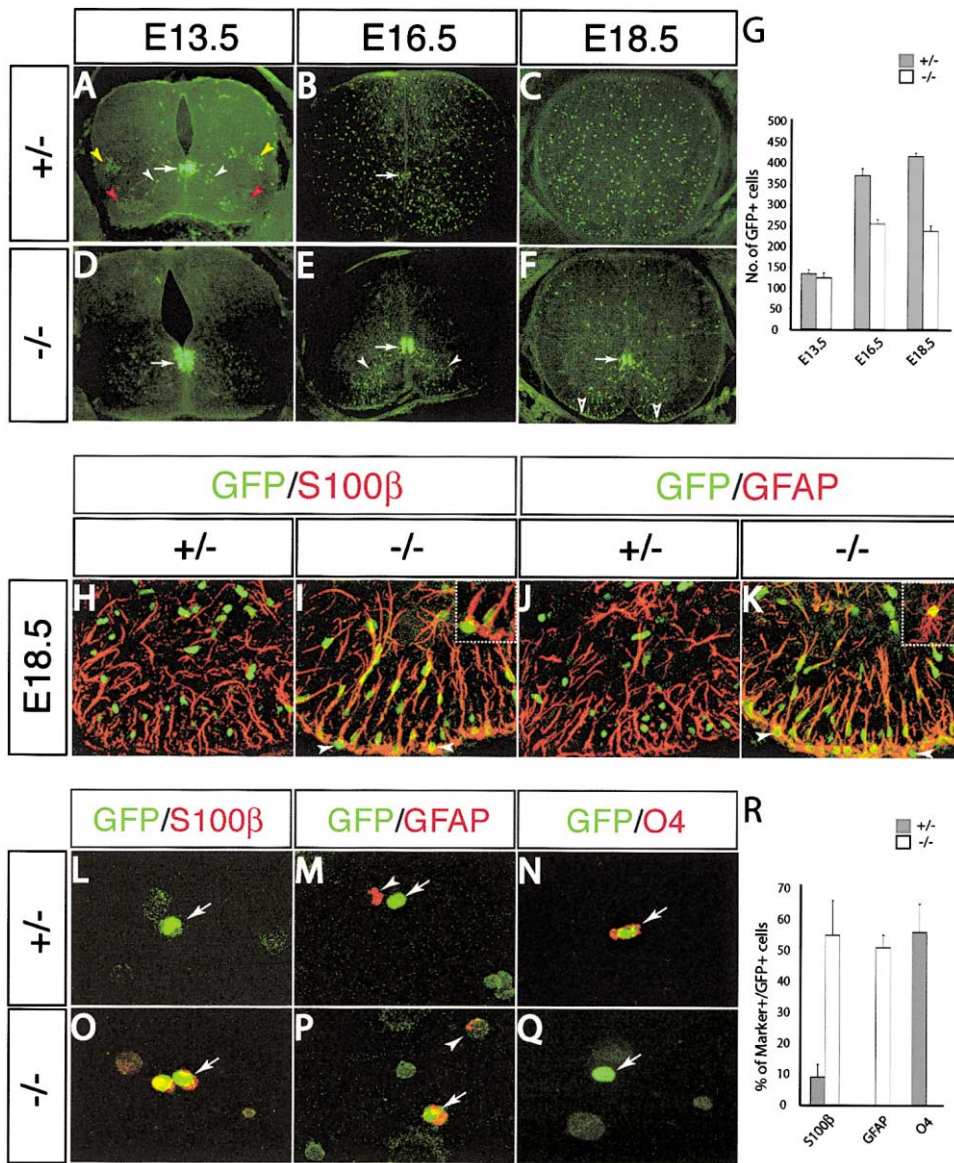 E13.5 E16.5 E18.5 G
+/-
-/-
A B C
D E F
+/-
-/-
No. of GFP+ cells
500
450
400
350
300
250
200
150
100
50
0
E13.5 E16.5 E18.5
GFP/S100β GFP/GFAP
+/- -/- +/- -/-
E18.5
H I J K
GFP/S100β GFP/GFAP GFP/O4 R
+/-
-/-
L M N
O P Q
+/-
-/-
% of Marker+/GFP+ cells
70
60
50
40
30
20
10
0
S100β GFAP O4